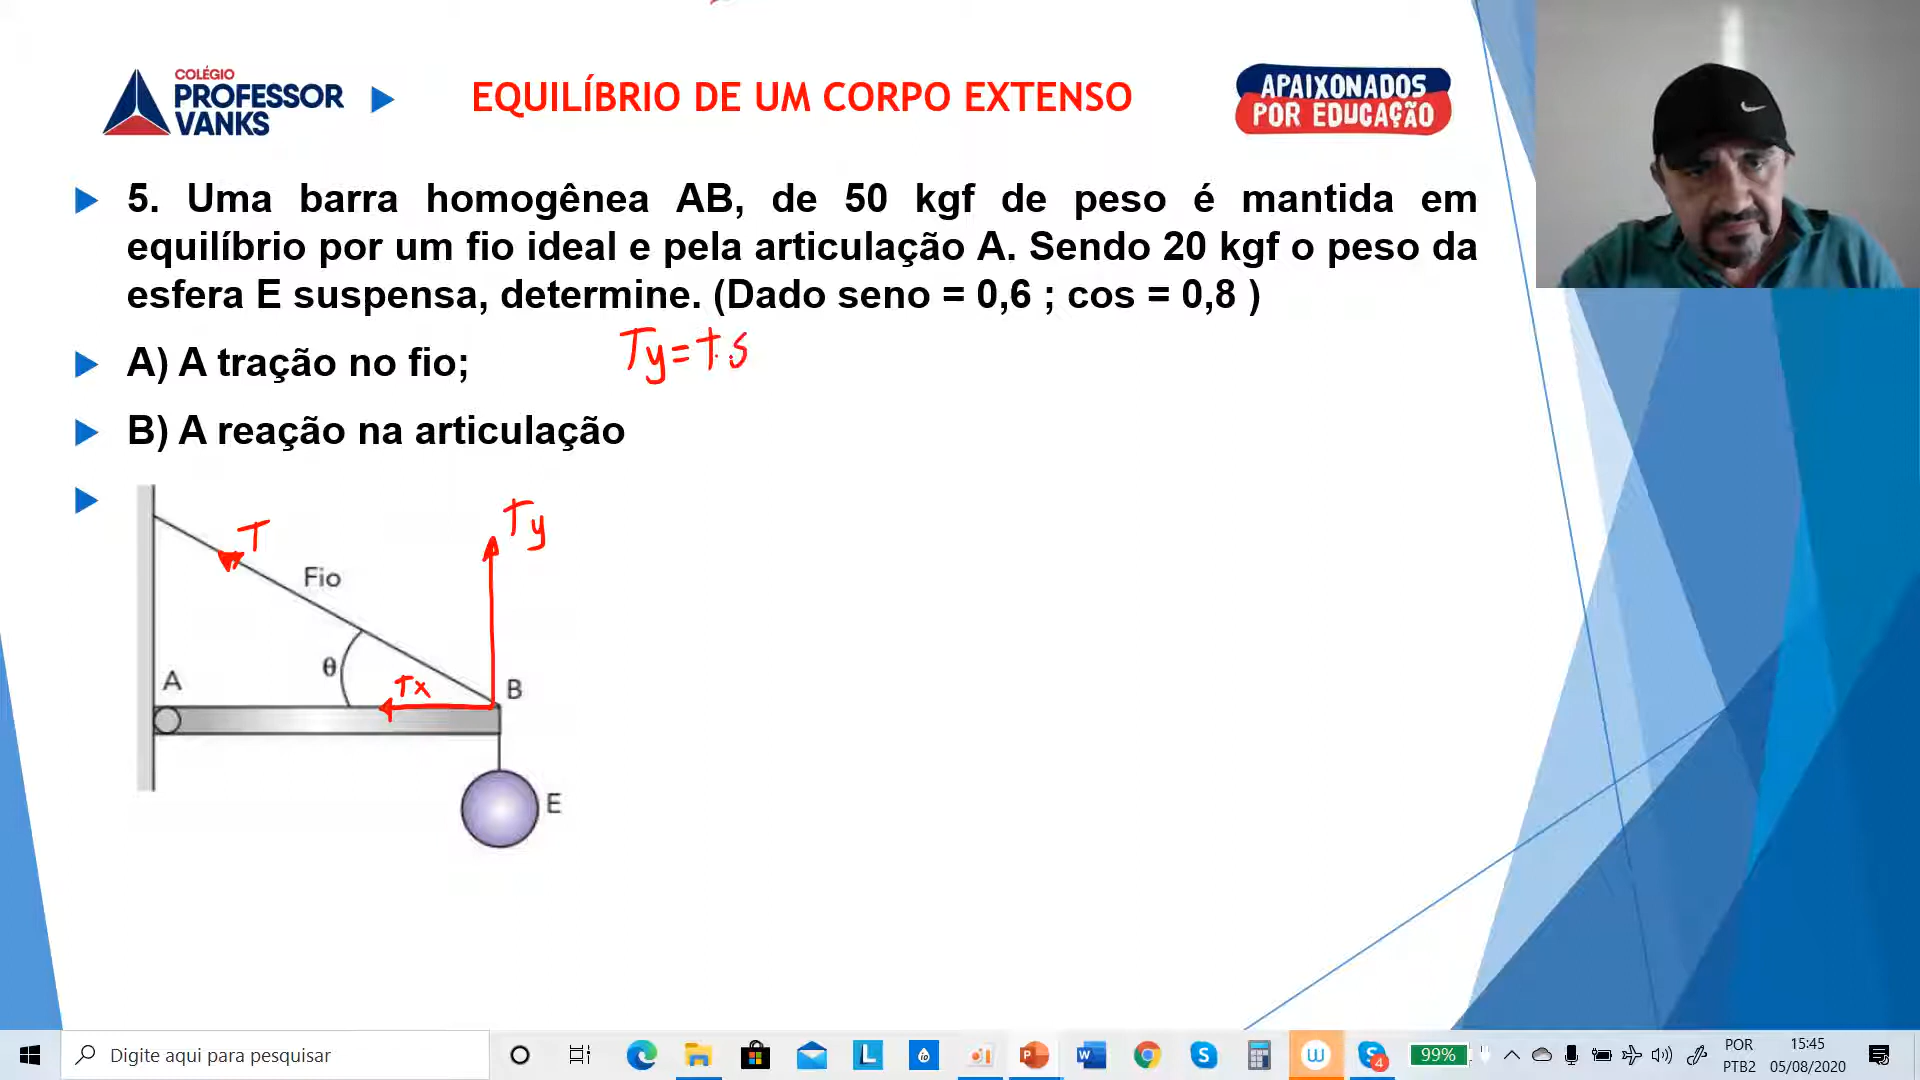 COLÉGIO
PROFESSOR
VANKS
EQUILÍBRIO DE UM CORPO EXTENSO
APAIXONADOS
POR EDUCAÇÃO
5. Uma barra homogênea AB, de 50 kgf de peso é mantida em
equilíbrio por um fio ideal e pela articulação A. Sendo 20 kgf o peso da
esfera E suspensa, determine. (Dado seno = 0,6 ; cos = 0,8 )
Ty=T.s
A) A tração no fio;
B) A reação na articulação
Ty
T
Fio
θ
A
Tx
B
E
Digite aqui para pesquisar
99%
POR
PTB2
15:45
05/08/2020